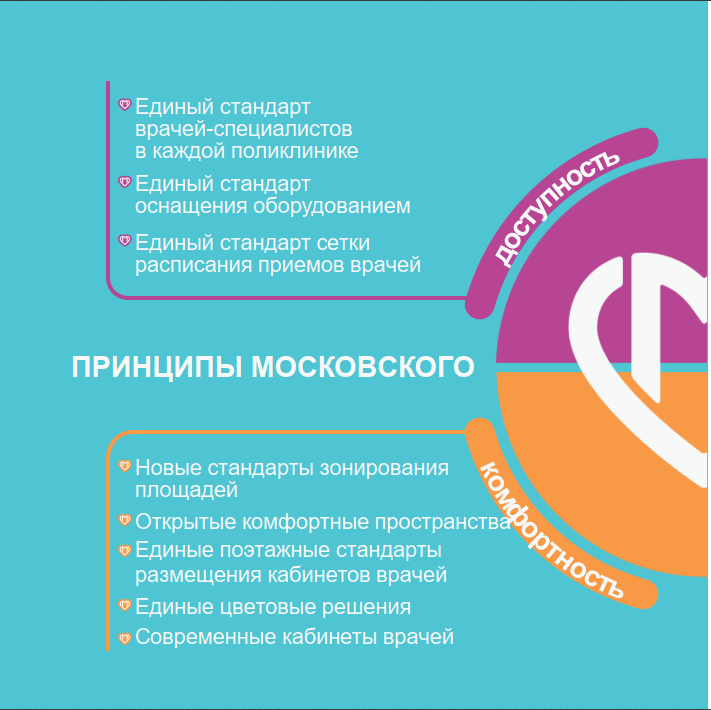 Единый стандарт
врачей-специалистов
в каждой поликлинике
Единый стандарт
оснащения оборудованием
Единый стандарт сетки
расписания приемов врачей
доступность
ПРИНЦИПЫ МОСКОВСКОГО
Новые стандарты зонирования
площадей
Открытые комфортные пространства
Единые поэтажные стандарты
размещения кабинетов врачей
Единые цветовые решения
Современные кабинеты врачей
комфортность